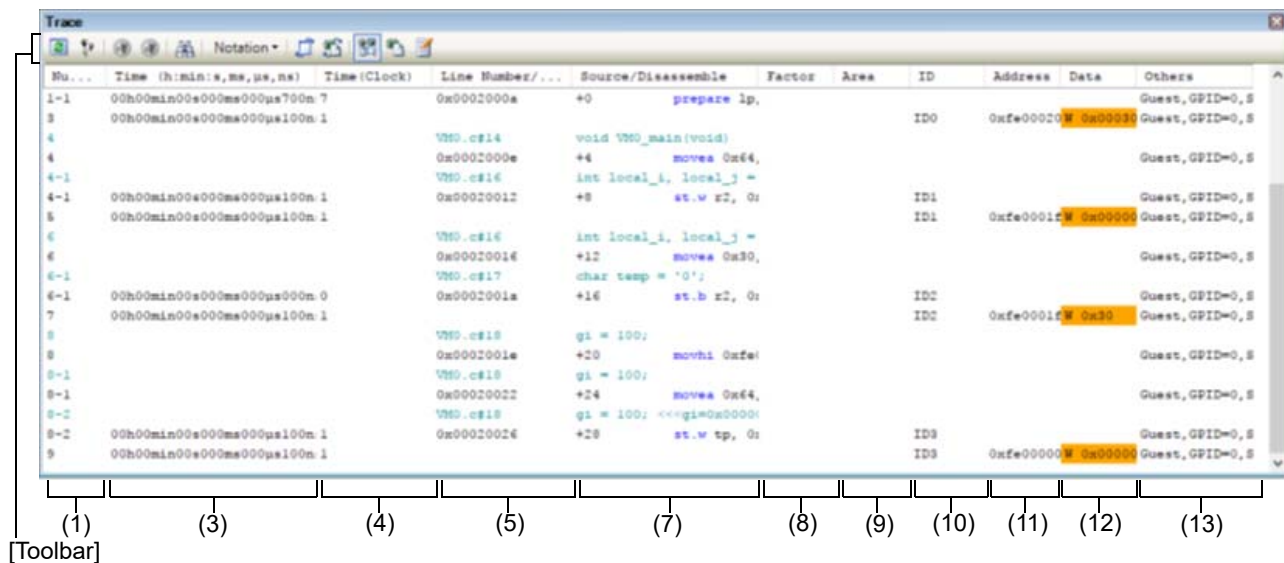 Trace
Notation
Nu... Time (h:min:s,ms,µs,ns) Time(Clock) Line Number/... Source/Disassemble Factor Area ID Address Data Others
1-1 00h00min00s000ms000µs700n: 7 0x0002000a +0 prepare lp, Guest,GPID=0,S
3 00h00min00s000ms000µs100n: 1 ID0 0xfe00020 W 0x00030 Guest,GPID=0,S
4 VM0.c#14 void VM0_main(void)
4 0x0002000e +4 movea 0x64, Guest,GPID=0,S
4-1 VM0.c#16 int local_i, local_j =
4-1 00h00min00s000ms000µs100n: 1 0x00020012 +8 st.w r2, 0: ID1 Guest,GPID=0,S
5 00h00min00s000ms000µs100n: 1 ID1 0xfe0001f W 0x00000 Guest,GPID=0,S
6 VM0.c#16 int local_i, local_j =
6 0x00020016 +12 movea 0x30, Guest,GPID=0,S
6-1 VM0.c#17 char temp = '0';
6-1 00h00min00s000ms000µs000n: 0 0x0002001a +16 st.b r2, 0: ID2 Guest,GPID=0,S
7 00h00min00s000ms000µs100n: 1 ID2 0xfe0001f W 0x30 Guest,GPID=0,S
8 VM0.c#18 gi = 100;
8 0x0002001e +20 movhi 0xfe( Guest,GPID=0,S
8-1 VM0.c#18 gi = 100;
8-1 0x00020022 +24 movea 0x64, Guest,GPID=0,S
8-2 VM0.c#18 gi = 100; <<<gi=0x0000(
8-2 00h00min00s000ms000µs100n: 1 0x00020026 +28 st.w tp, 0: ID3 Guest,GPID=0,S
9 00h00min00s000ms000µs100n: 1 ID3 0xfe00000 W 0x00000 Guest,GPID=0,S
(1) (3) (4) (5) (7) (8) (9) (10) (11) (12) (13)
[Toolbar]